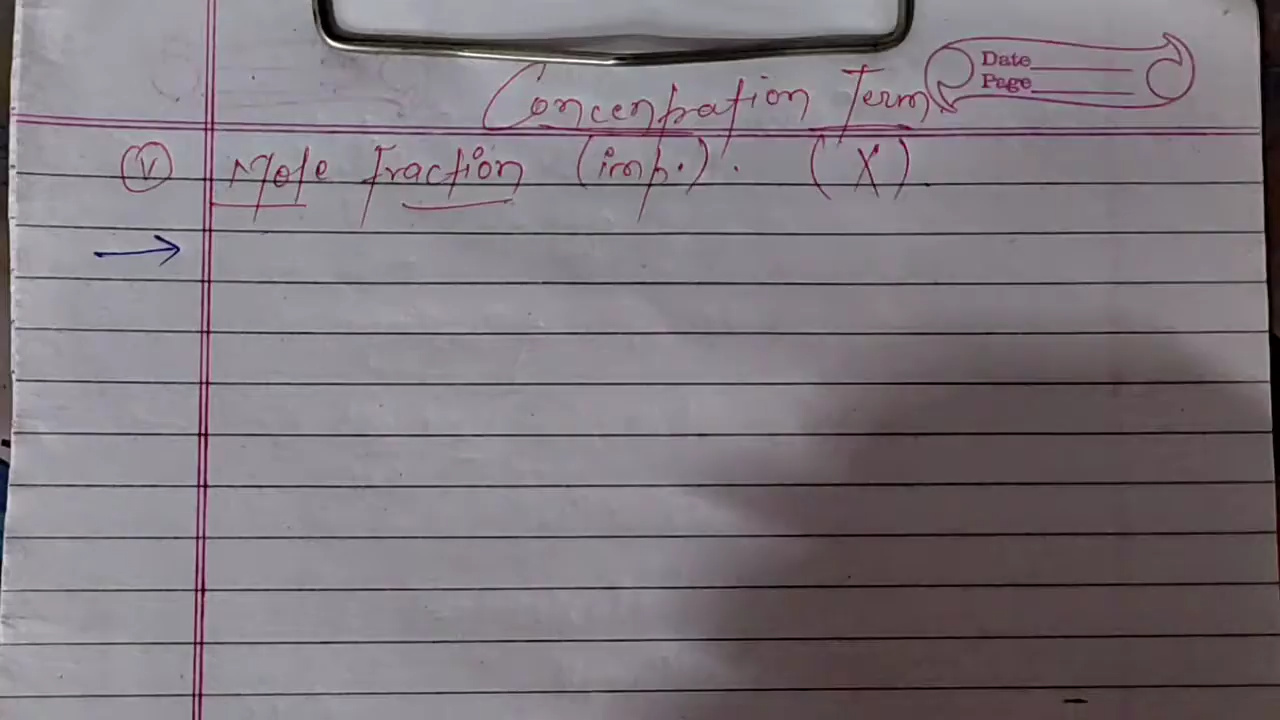 Date
Page
Concentration Term
(v) Mole fraction (imp.). (X)